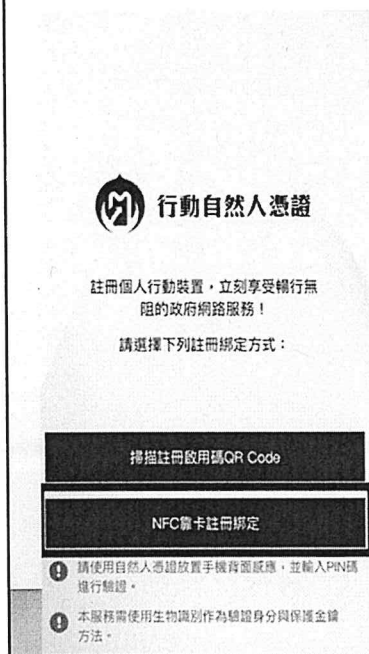 行動自然人憑證
註冊個人行動裝置，立刻享受暢行無
阻的政府網路服務！
請選擇下列註冊綁定方式：
掃描註冊啟用碼QR Code
NFC靠卡註冊綁定
請使用自然人憑證放置手機背面感應，並輸入PIN碼
進行驗證。
本服務需使用生物識別作為驗證身分與保護金鑰
方法。